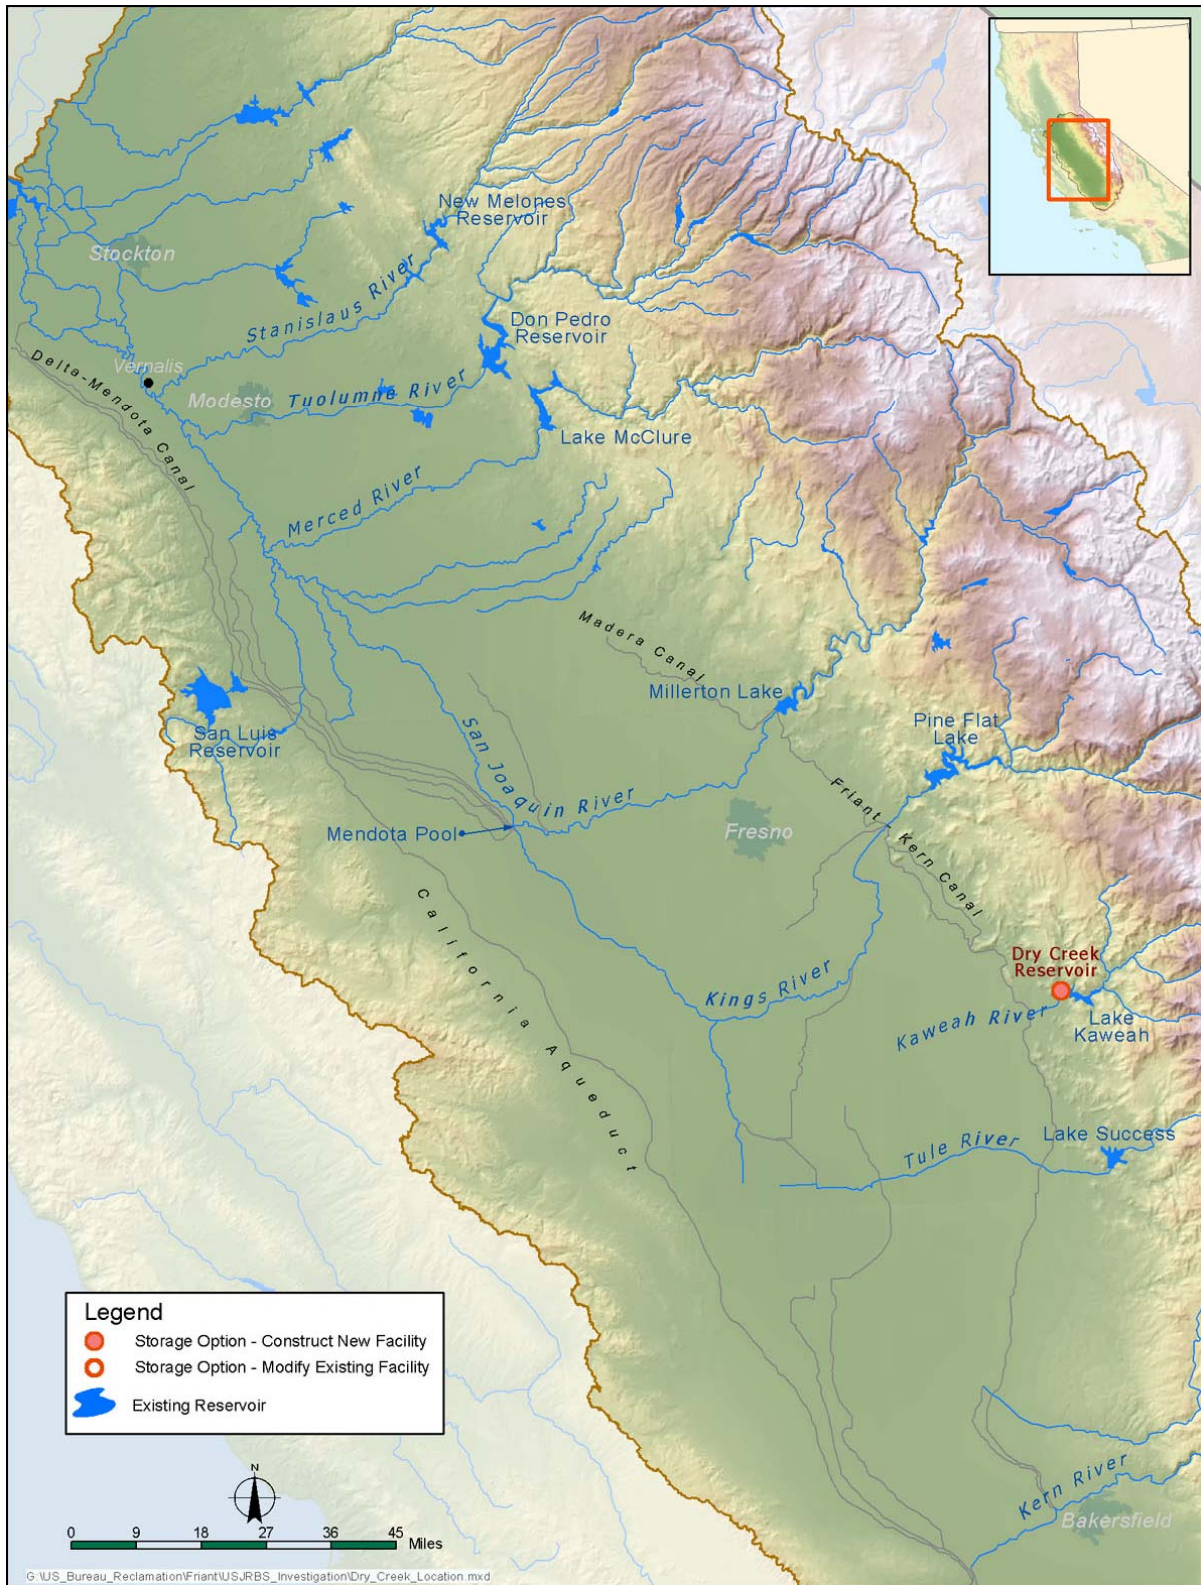 New Melones
Reservoir
Stockton
Stanislaus River
Don Pedro
Reservoir
Vernalis
Delta-Mendota Canal
Modesto
Tuolumne River
Lake McClure
Merced River
Madera Canal
Millerton Lake
San Luis
Reservoir
Pine Flat
Lake
San Joaquin River
Friant - Kern Canal
Mendota Pool
Fresno
California Aqueduct
Dry Creek
Reservoir
Kings River
Kaweah River
Lake
Kaweah
Tule River
Lake Success
Legend
Storage Option - Construct New Facility
Storage Option - Modify Existing Facility
Existing Reservoir
N
0 9 18 27 36 45
Miles
Kern River
Bakersfield
G:\US_Bureau_Reclamation\Friant\USJRBS_Investigation\Dry_Creek_Location.mxd